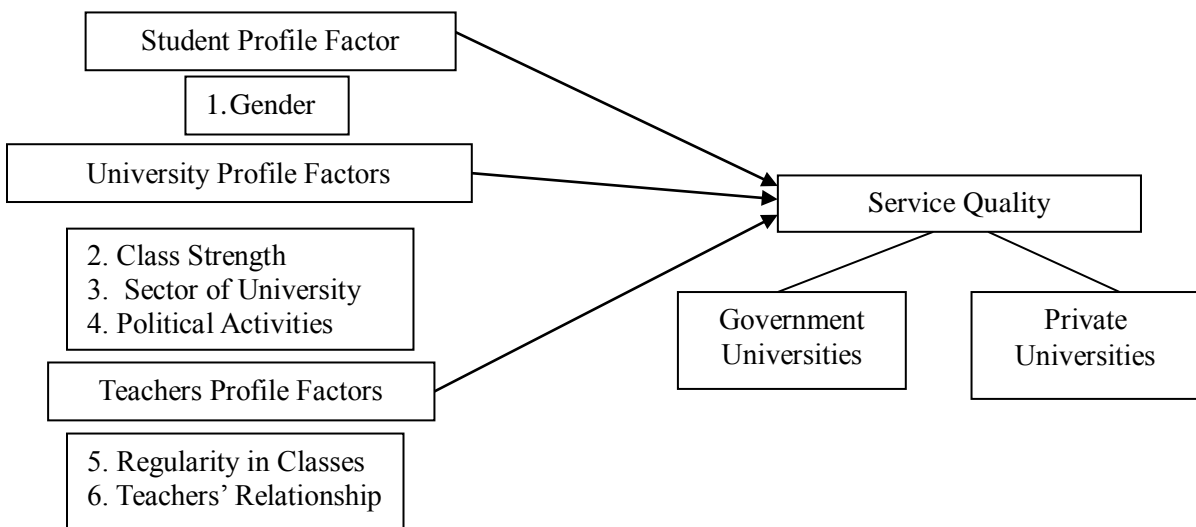 Student Profile Factor
1. Gender
University Profile Factors
2. Class Strength
3. Sector of University
4. Political Activities
Teachers Profile Factors
5. Regularity in Classes
6. Teachers’ Relationship
Service Quality
Government
Universities
Private
Universities